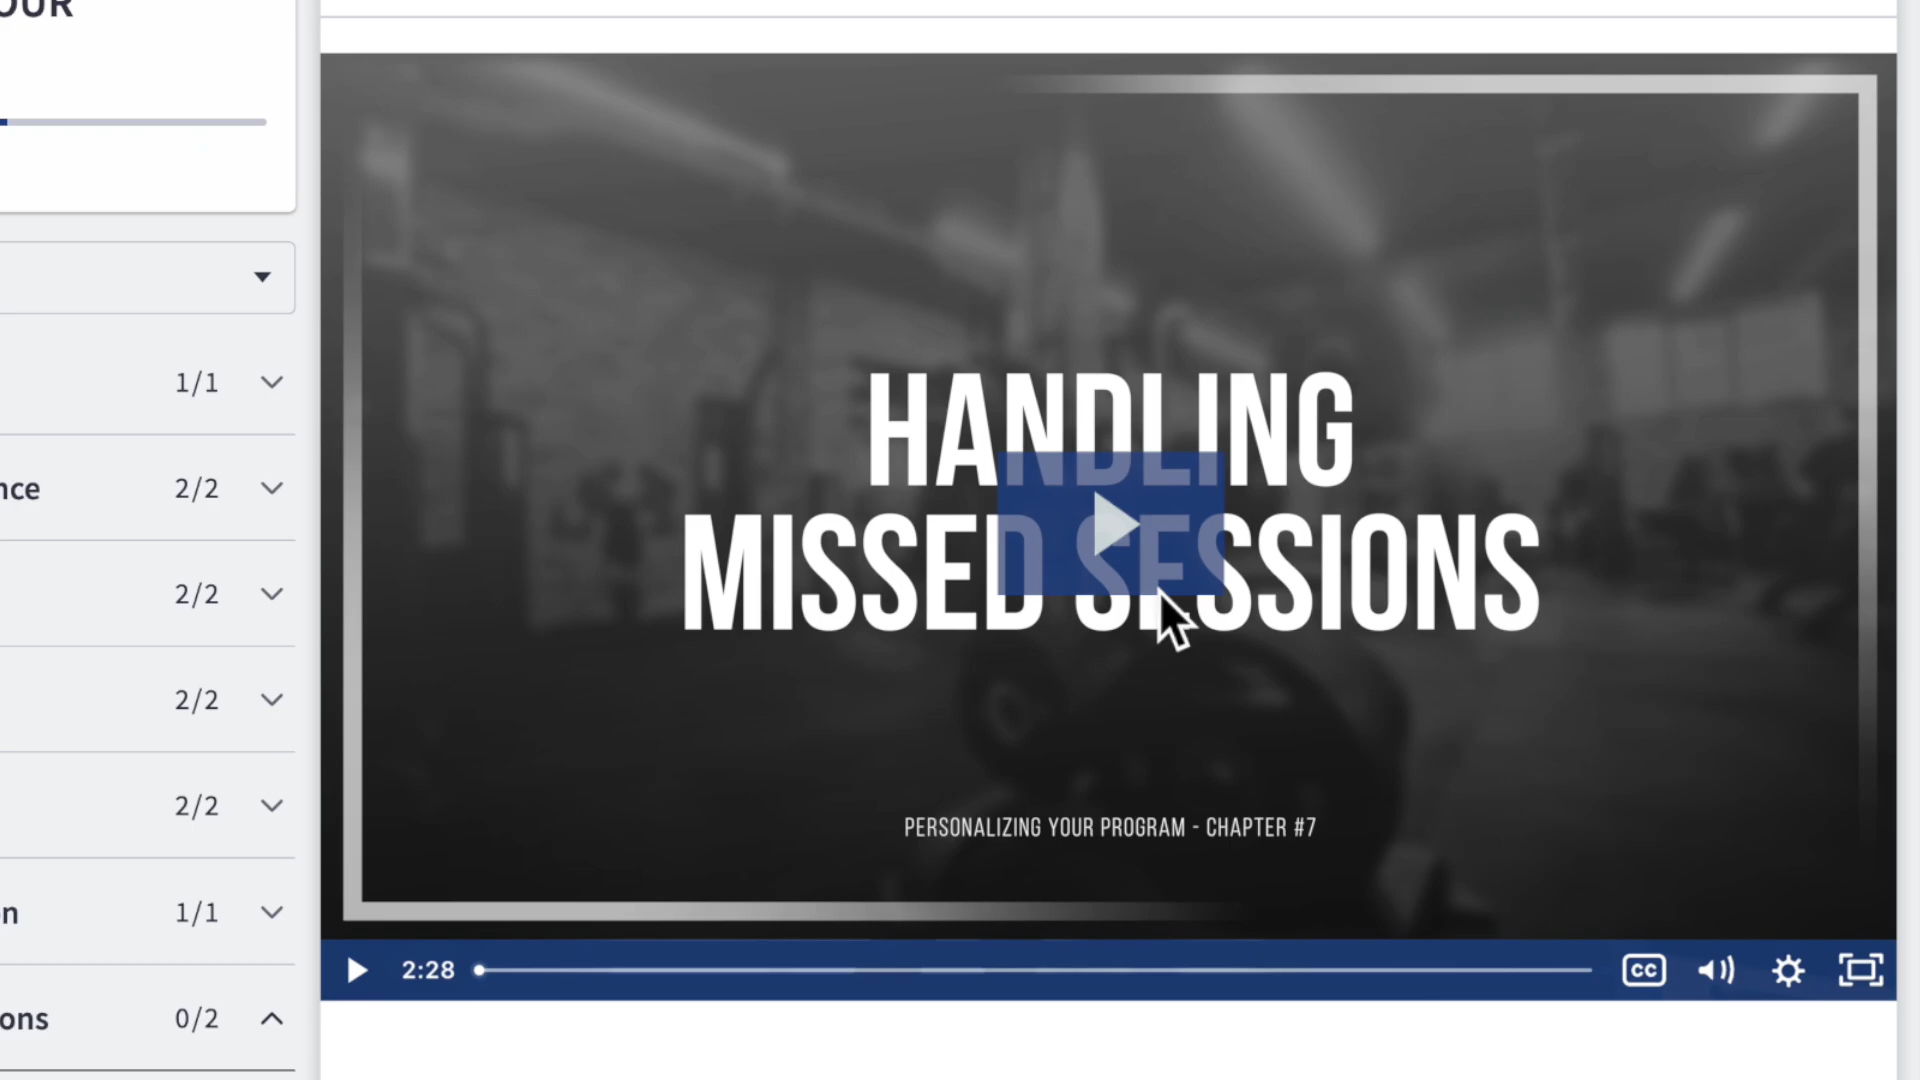 OUR
1/1
nce 2/2
2/2
2/2
2/2
on 1/1
ons 0/2
HANDLING
MISSED SESSIONS
PERSONALIZING YOUR PROGRAM - CHAPTER #7
2:28
CC